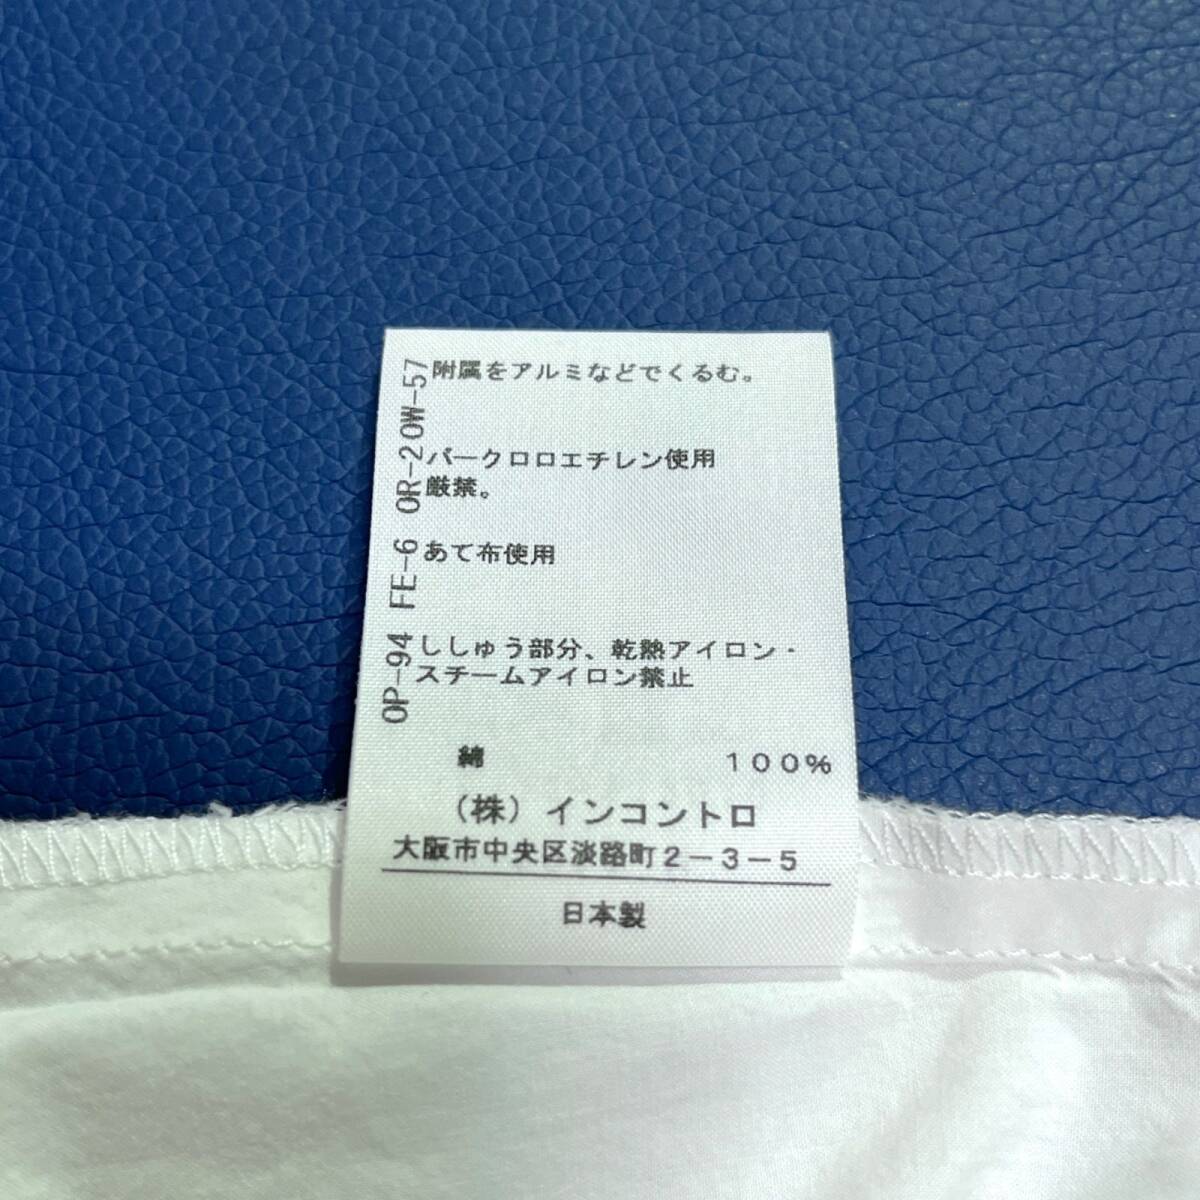 附属をアルミなどでくるむ。
パークロロエチレン使用
厳禁。
あて布使用
ししゅう部分、乾熱アイロン・
スチームアイロン禁止
綿 100%
(株)インコントロ
大阪市中央区淡路町2-3-5
日本製
OP-94 FE-6 OR-20W-57